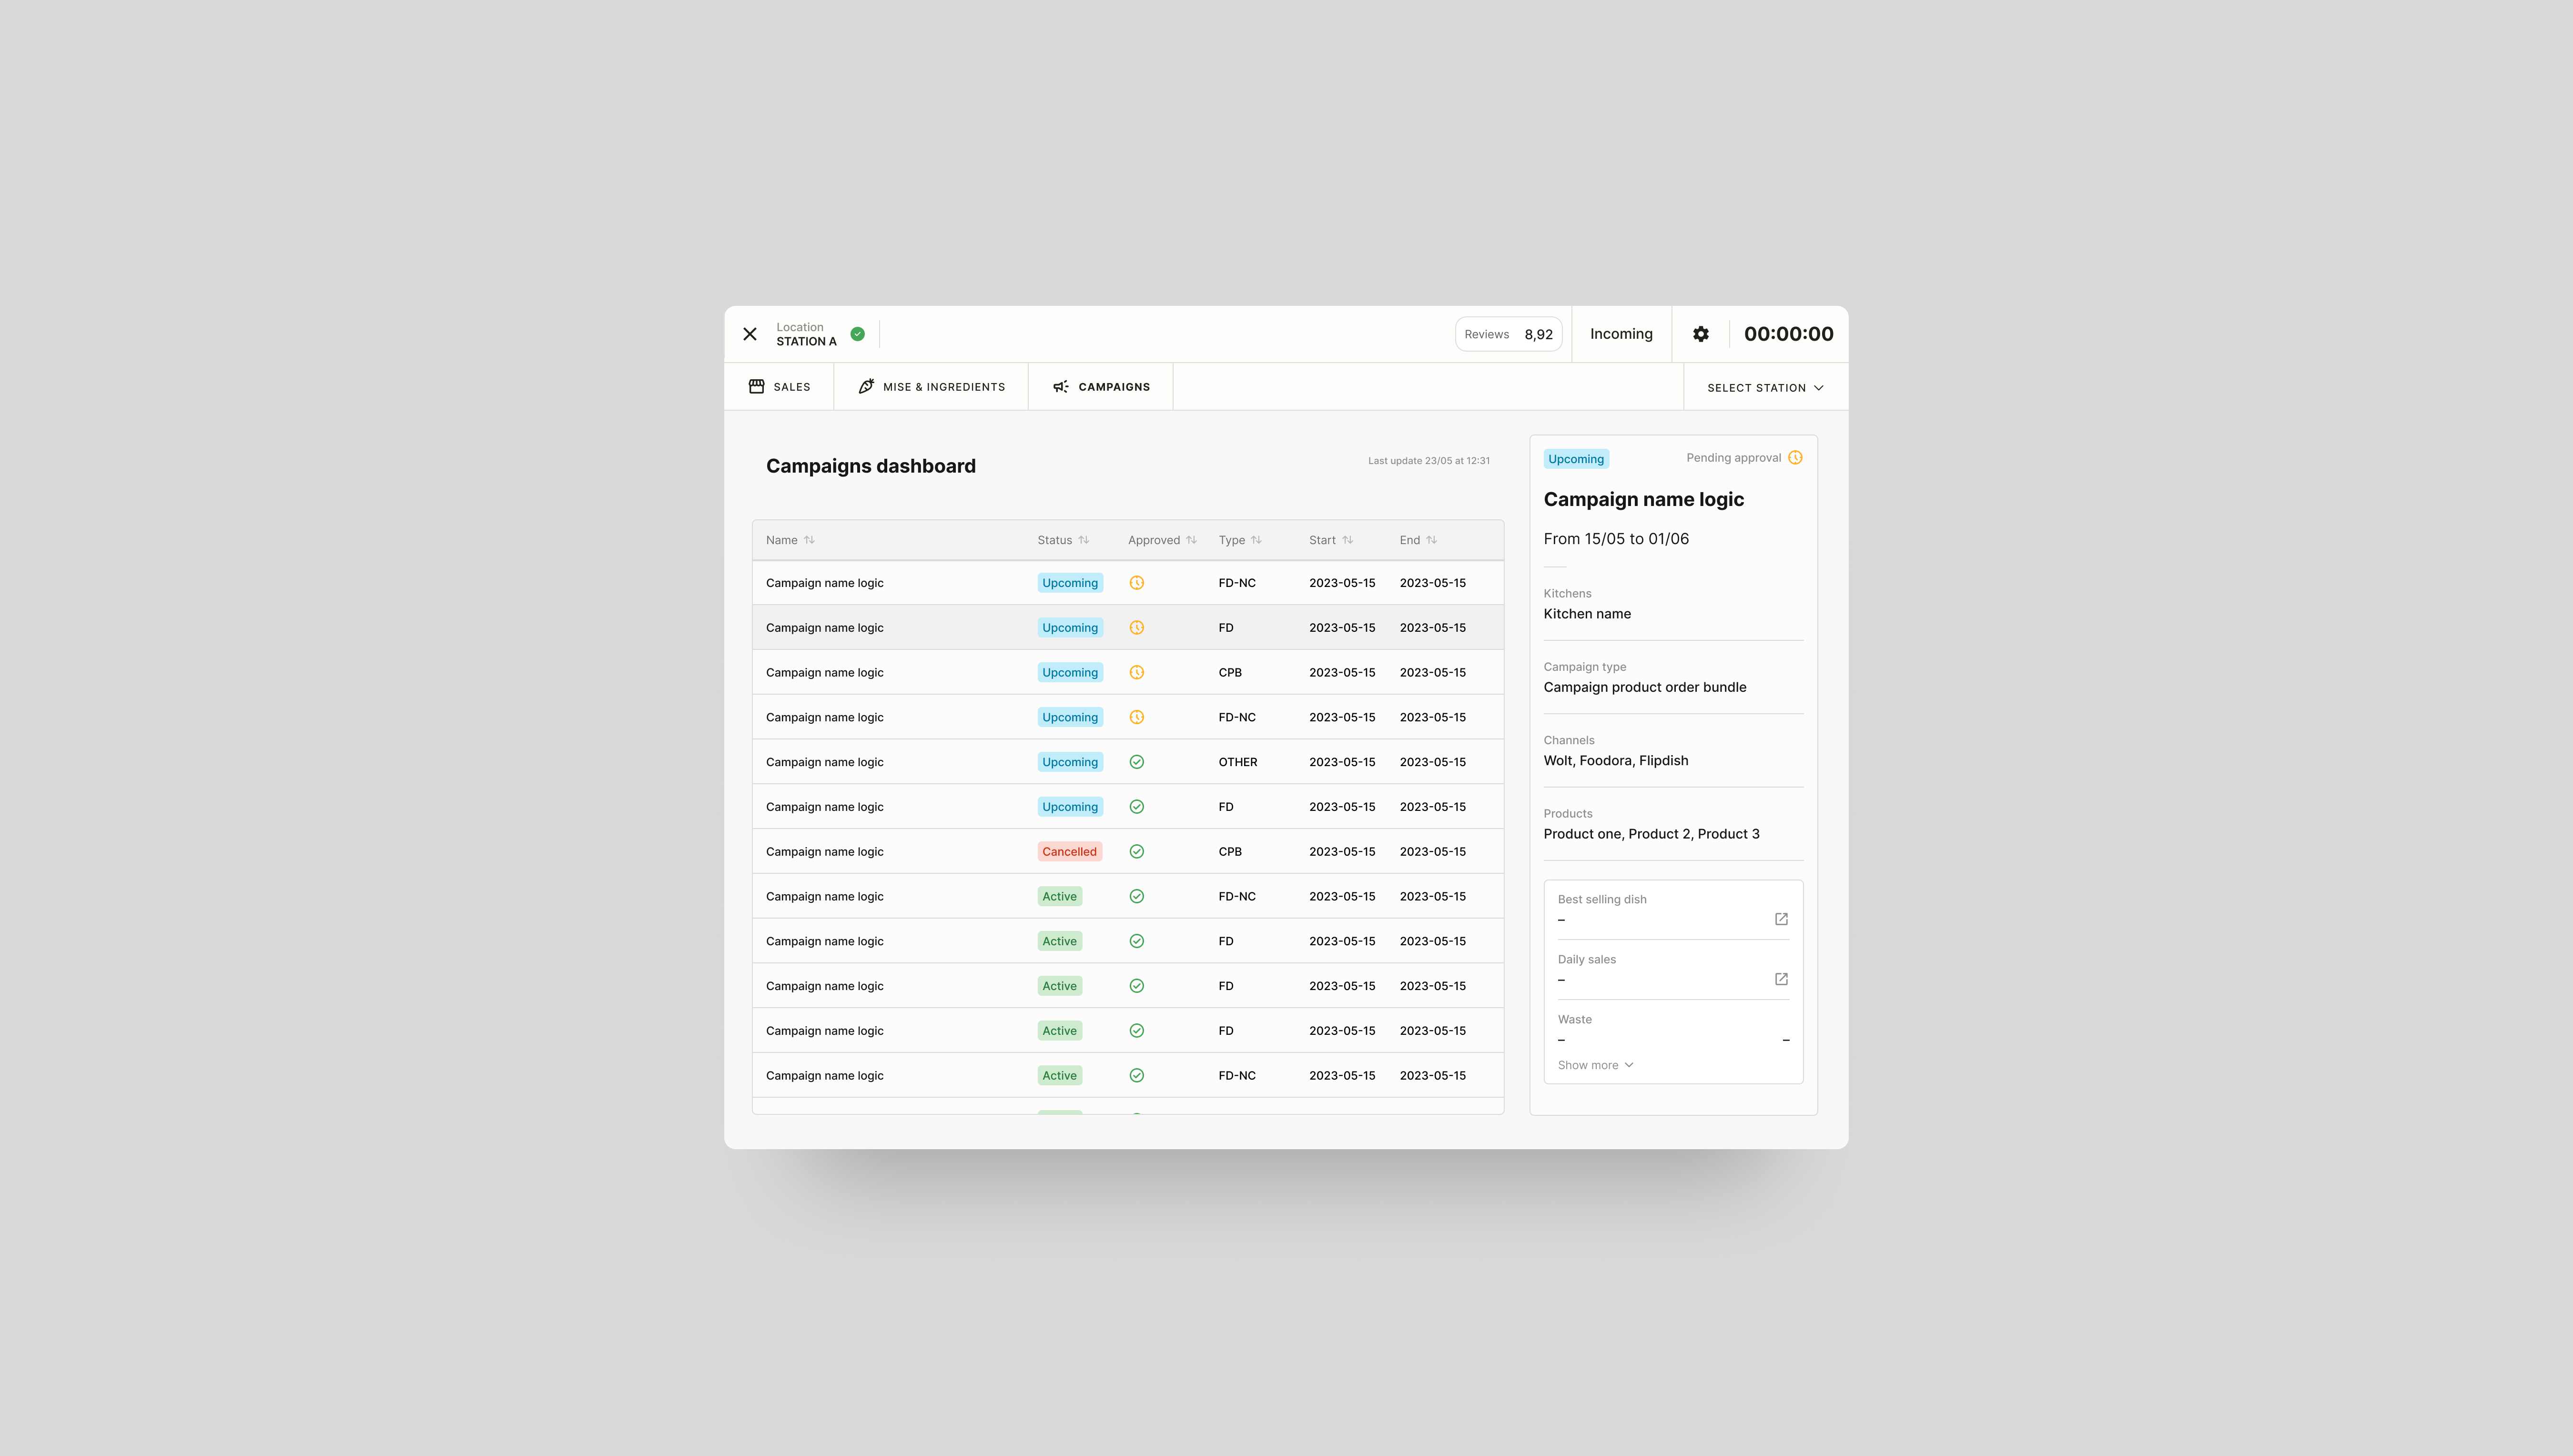 Location
STATION A
Reviews 8,92
Incoming
00:00:00
SALES
MISE & INGREDIENTS
CAMPAIGNS
SELECT STATION
Campaigns dashboard
Last update 23/05 at 12:31
Name Status Approved Type Start End
Campaign name logic Upcoming FD-NC 2023-05-15 2023-05-15
Campaign name logic Upcoming FD 2023-05-15 2023-05-15
Campaign name logic Upcoming CPB 2023-05-15 2023-05-15
Campaign name logic Upcoming FD-NC 2023-05-15 2023-05-15
Campaign name logic Upcoming OTHER 2023-05-15 2023-05-15
Campaign name logic Upcoming FD 2023-05-15 2023-05-15
Campaign name logic Cancelled CPB 2023-05-15 2023-05-15
Campaign name logic Active FD-NC 2023-05-15 2023-05-15
Campaign name logic Active FD 2023-05-15 2023-05-15
Campaign name logic Active FD 2023-05-15 2023-05-15
Campaign name logic Active FD 2023-05-15 2023-05-15
Campaign name logic Active FD-NC 2023-05-15 2023-05-15
Upcoming Pending approval
Campaign name logic
From 15/05 to 01/06
Kitchens
Kitchen name
Campaign type
Campaign product order bundle
Channels
Wolt, Foodora, Flipdish
Products
Product one, Product 2, Product 3
Best selling dish
–
Daily sales
–
Waste
– –
Show more